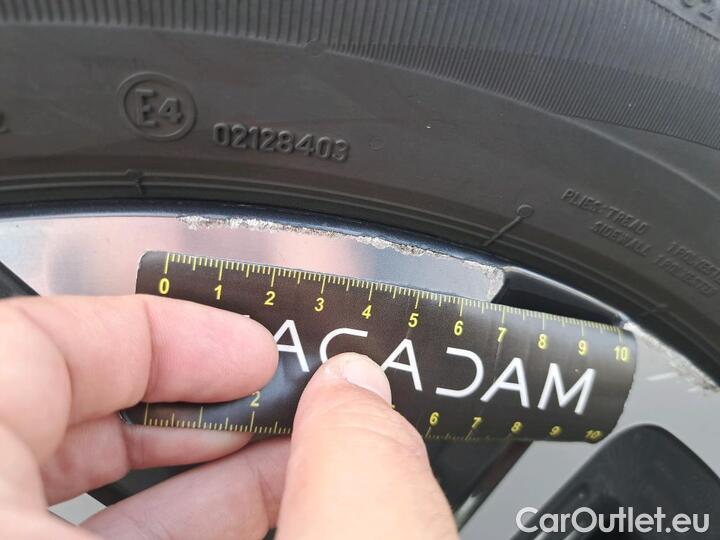 E4
02128403
PLIES: TREAD
SIDEWALL
0 1 2 3 4 5 6 7 8 9 10
MACADAM
2 6 7 8 9 10
CarOutlet.eu